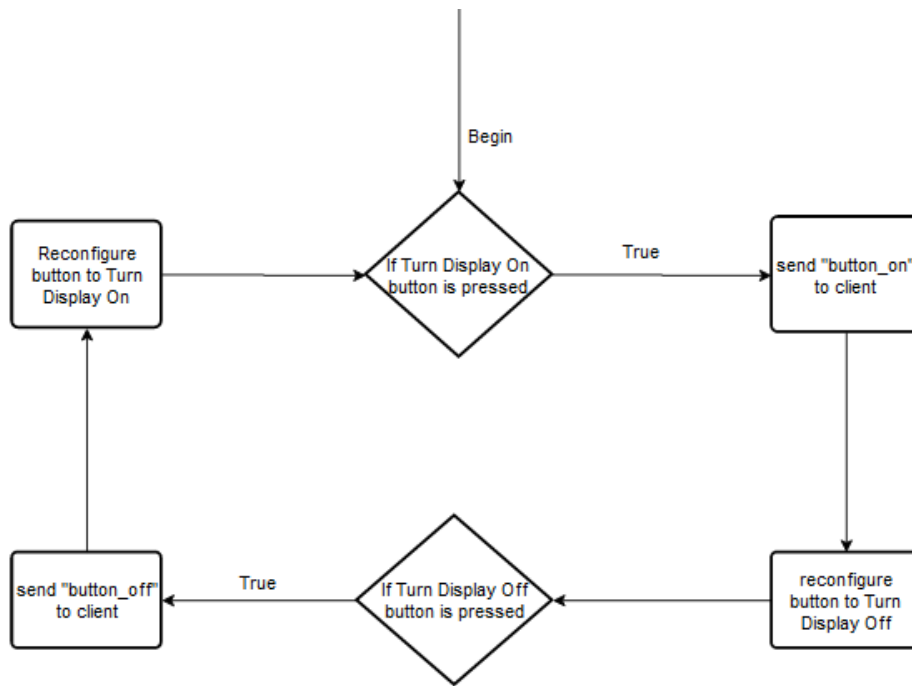 Begin
Reconfigure
button to Turn
Display On
If Turn Display On
button is pressed
True
send "button_on"
to client
send "button_off"
to client
True
If Turn Display Off
button is pressed
reconfigure
button to Turn
Display Off